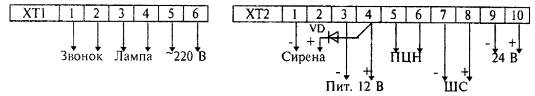 XT1 1 2 3 4 5 6 XT2 1 2 3 4 5 6 7 8 9 10
- VD + - + - + - +
Звонок Лампа ~220 В Сирена ПЦН 24 В
Пит. 12 В ШС